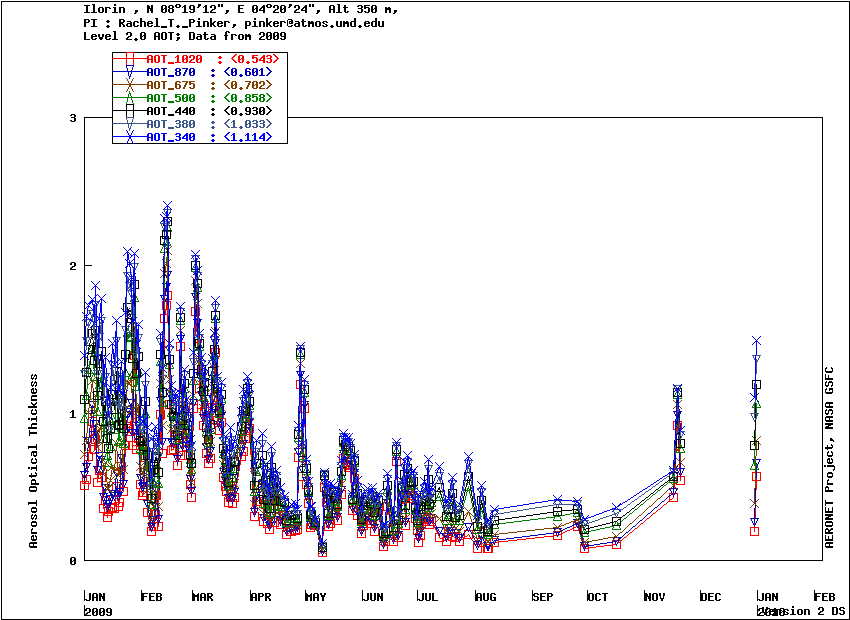 Ilorin , N 08°19'12", E 04°20'24", Alt 350 m,
PI : Rachel_T._Pinker, pinker@atmos.umd.edu
Level 2.0 AOT; Data from 2009
AOT_1020 : <0.543>
AOT_870 : <0.601>
AOT_675 : <0.702>
AOT_500 : <0.858>
AOT_440 : <0.930>
AOT_380 : <1.033>
AOT_340 : <1.114>
3
2
1
0
Aerosol Optical Thickness
AERONET Project, NASA GSFC
JAN FEB MAR APR MAY JUN JUL AUG SEP OCT NOV DEC JAN FEB
2009 2010
Version 2 DS